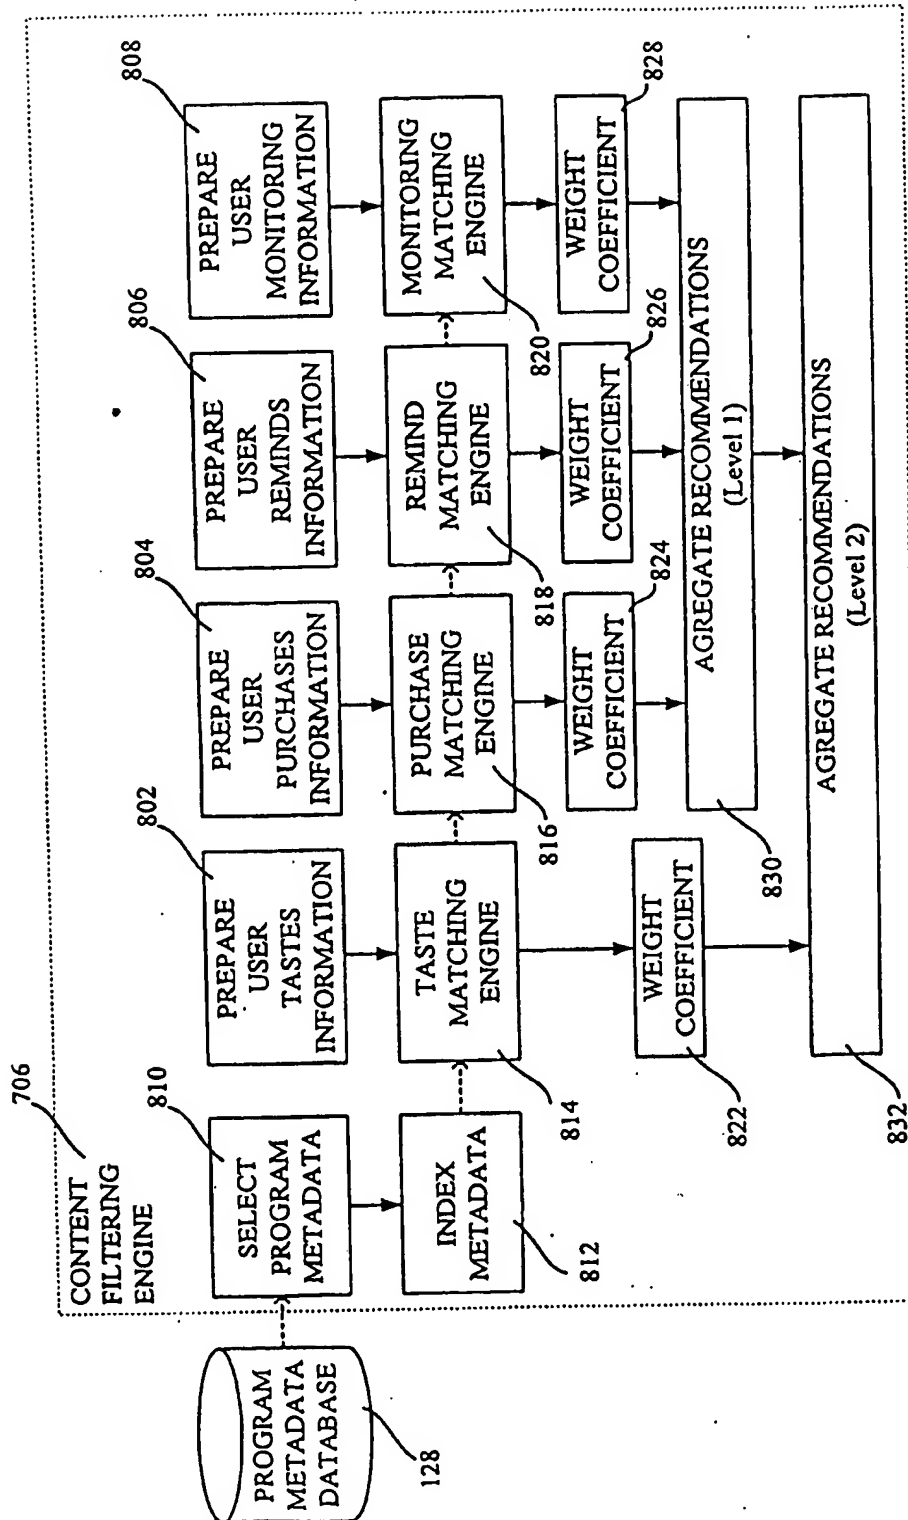 706
CONTENT
FILTERING
ENGINE
PROGRAM
METADATA
DATABASE
128
810
SELECT
PROGRAM
METADATA
INDEX
METADATA
812
802
PREPARE
USER
TASTES
INFORMATION
TASTE
MATCHING
ENGINE
814
WEIGHT
COEFFICIENT
822
804
PREPARE
USER
PURCHASES
INFORMATION
PURCHASE
MATCHING
ENGINE
816
WEIGHT
COEFFICIENT
824
806
PREPARE
USER
REMINDS
INFORMATION
REMIND
MATCHING
ENGINE
818
WEIGHT
COEFFICIENT
826
808
PREPARE
USER
MONITORING
INFORMATION
MONITORING
MATCHING
ENGINE
820
WEIGHT
COEFFICIENT
828
AGREGATE RECOMMENDATIONS
(Level 1)
830
AGREGATE RECOMMENDATIONS
(Level 2)
832